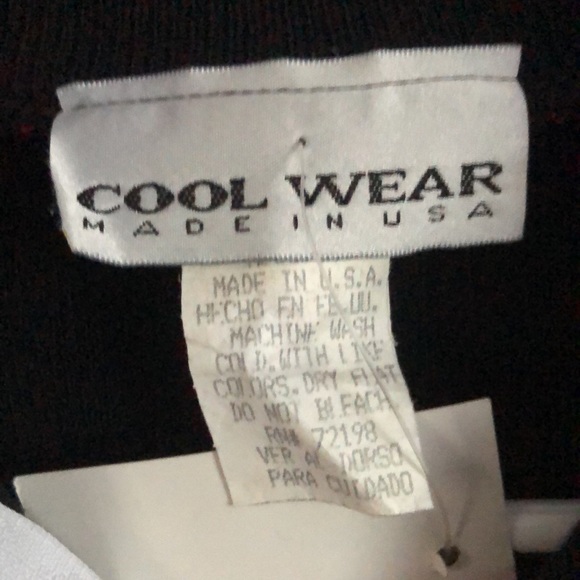 COOL WEAR
MADE IN USA
MADE IN U.S.A.
HECHO EN EE.UU.
MACHINE WASH
COLD.WITH LIKE
COLORS.DRY FLAT
DO NOT BLEACH
RN# 72198
VER AL DORSO
PARA CUIDADO